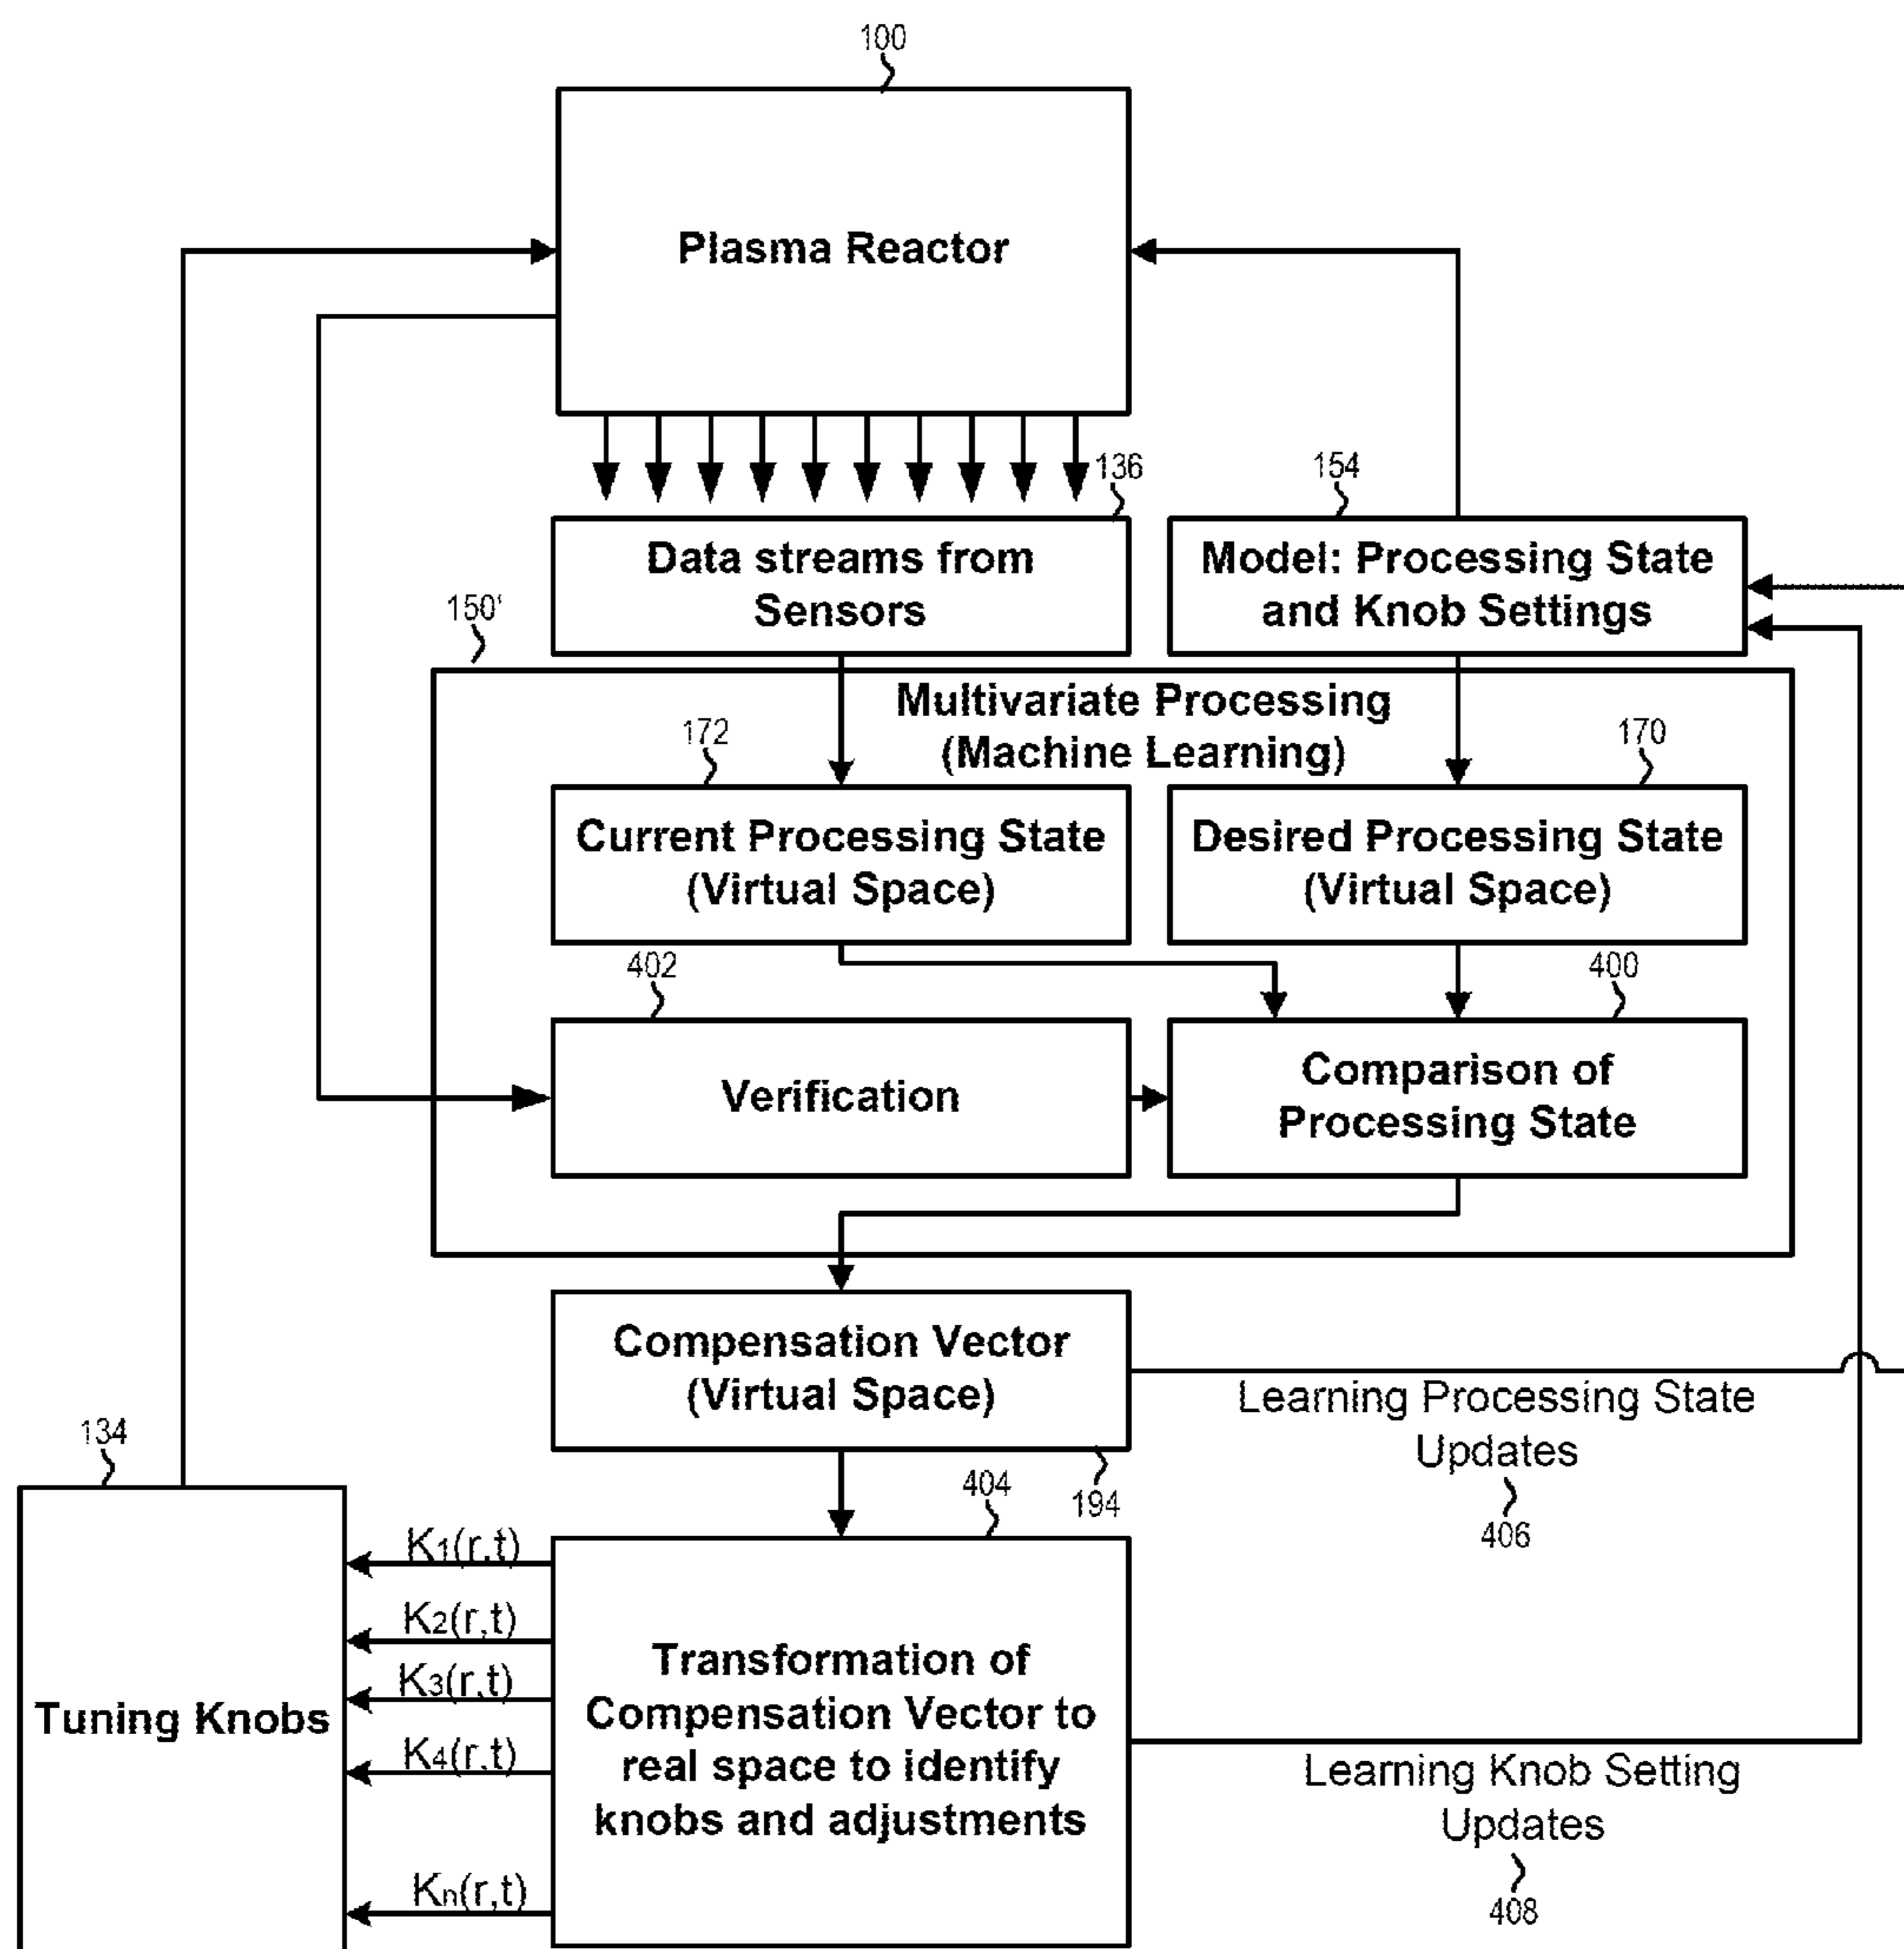 100
Plasma Reactor
136
154
Data streams from
Sensors
Model: Processing State
and Knob Settings
150'
Multivariate Processing
(Machine Learning)
172
170
Current Processing State
(Virtual Space)
Desired Processing State
(Virtual Space)
402
400
Verification
Comparison of
Processing State
Compensation Vector
(Virtual Space)
194
Learning Processing State
Updates
406
134
404
Tuning Knobs
K1(r,t)
K2(r,t)
K3(r,t)
K4(r,t)
Kn(r,t)
Transformation of
Compensation Vector to
real space to identify
knobs and adjustments
Learning Knob Setting
Updates
408